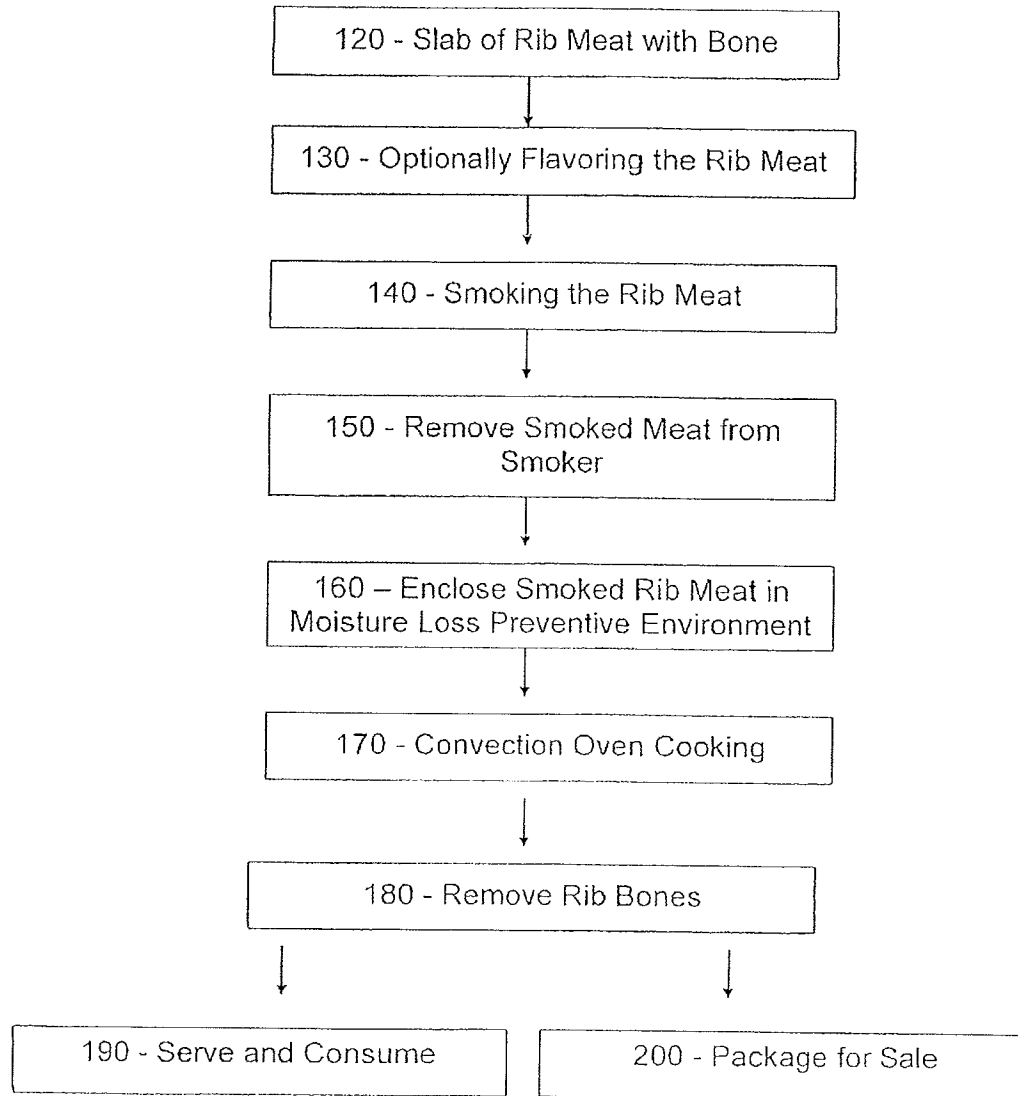 120 - Slab of Rib Meat with Bone
130 - Optionally Flavoring the Rib Meat
140 - Smoking the Rib Meat
150 - Remove Smoked Meat from
Smoker
160 – Enclose Smoked Rib Meat in
Moisture Loss Preventive Environment
170 - Convection Oven Cooking
180 - Remove Rib Bones
190 - Serve and Consume
200 - Package for Sale